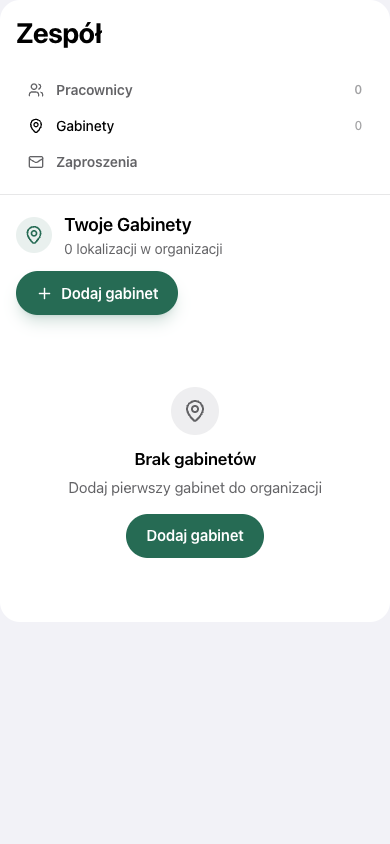 Zespół
Pracownicy 0
Gabinety 0
Zaproszenia
Twoje Gabinety
0 lokalizacji w organizacji
Dodaj gabinet
Brak gabinetów
Dodaj pierwszy gabinet do organizacji
Dodaj gabinet